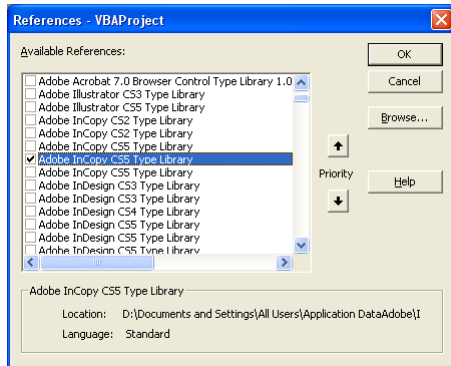 References - VBAProject
Available References:
OK
Adobe Acrobat 7.0 Browser Control Type Library 1.0
Cancel
Adobe Illustrator CS3 Type Library
Adobe Illustrator CS5 Type Library
Adobe InCopy CS2 Type Library
Browse...
Adobe InCopy CS2 Type Library
Adobe InCopy CS5 Type Library
Adobe InCopy CS5 Type Library
Adobe InCopy CS5 Type Library
Priority
Help
Adobe InDesign CS3 Type Library
Adobe InDesign CS3 Type Library
Adobe InDesign CS4 Type Library
Adobe InDesign CS5 Type Library
Adobe InDesign CS5 Type Library
Adobe InDesign CS5 Type Library
Adobe InCopy CS5 Type Library
Location: D:\Documents and Settings\All Users\Application DataAdobe\I
Language: Standard